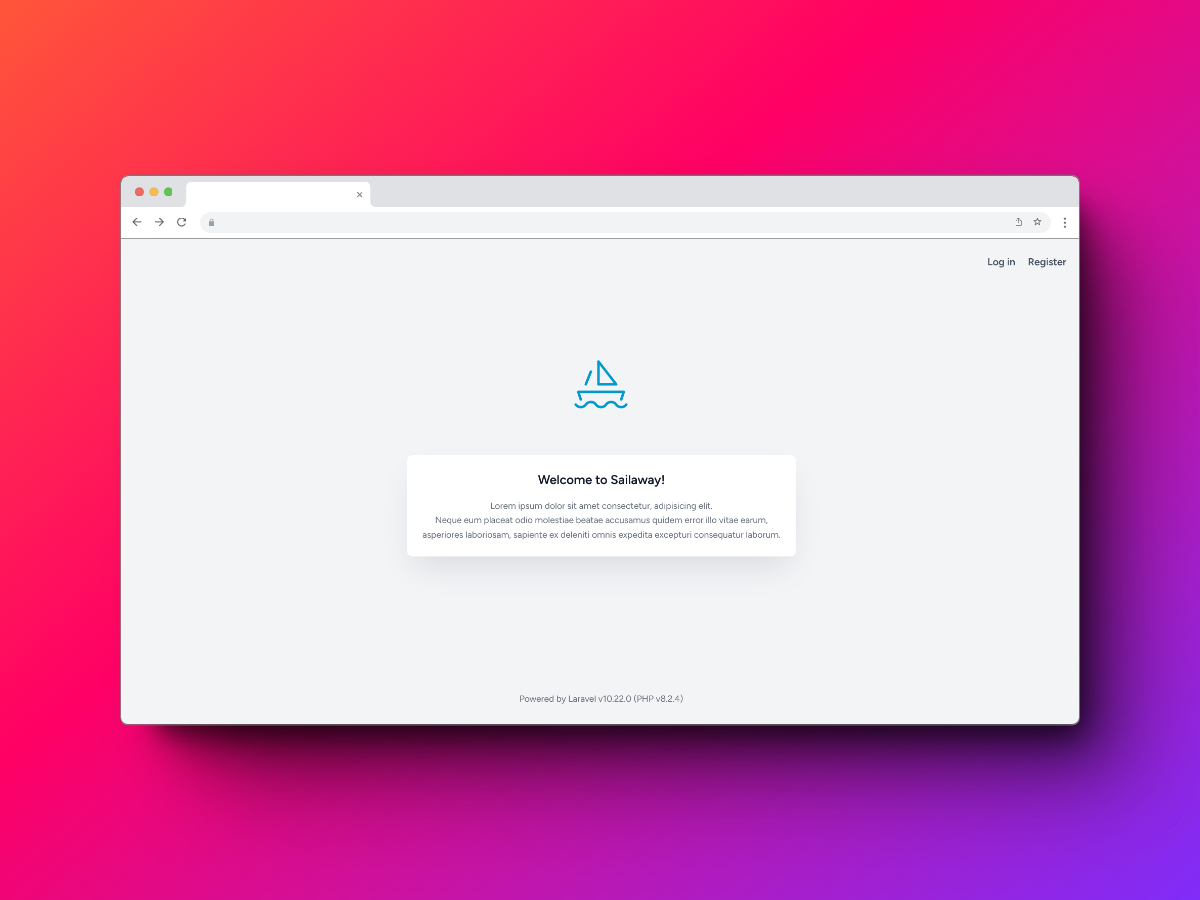 Log in Register
Welcome to Sailaway!
Lorem ipsum dolor sit amet consectetur, adipisicing elit.
Neque eum placeat odio molestiae beatae accusamus quidem error illo vitae earum,
asperiores laboriosam, sapiente ex deleniti omnis expedita excepturi consequatur laborum.
Powered by Laravel v10.22.0 (PHP v8.2.4)